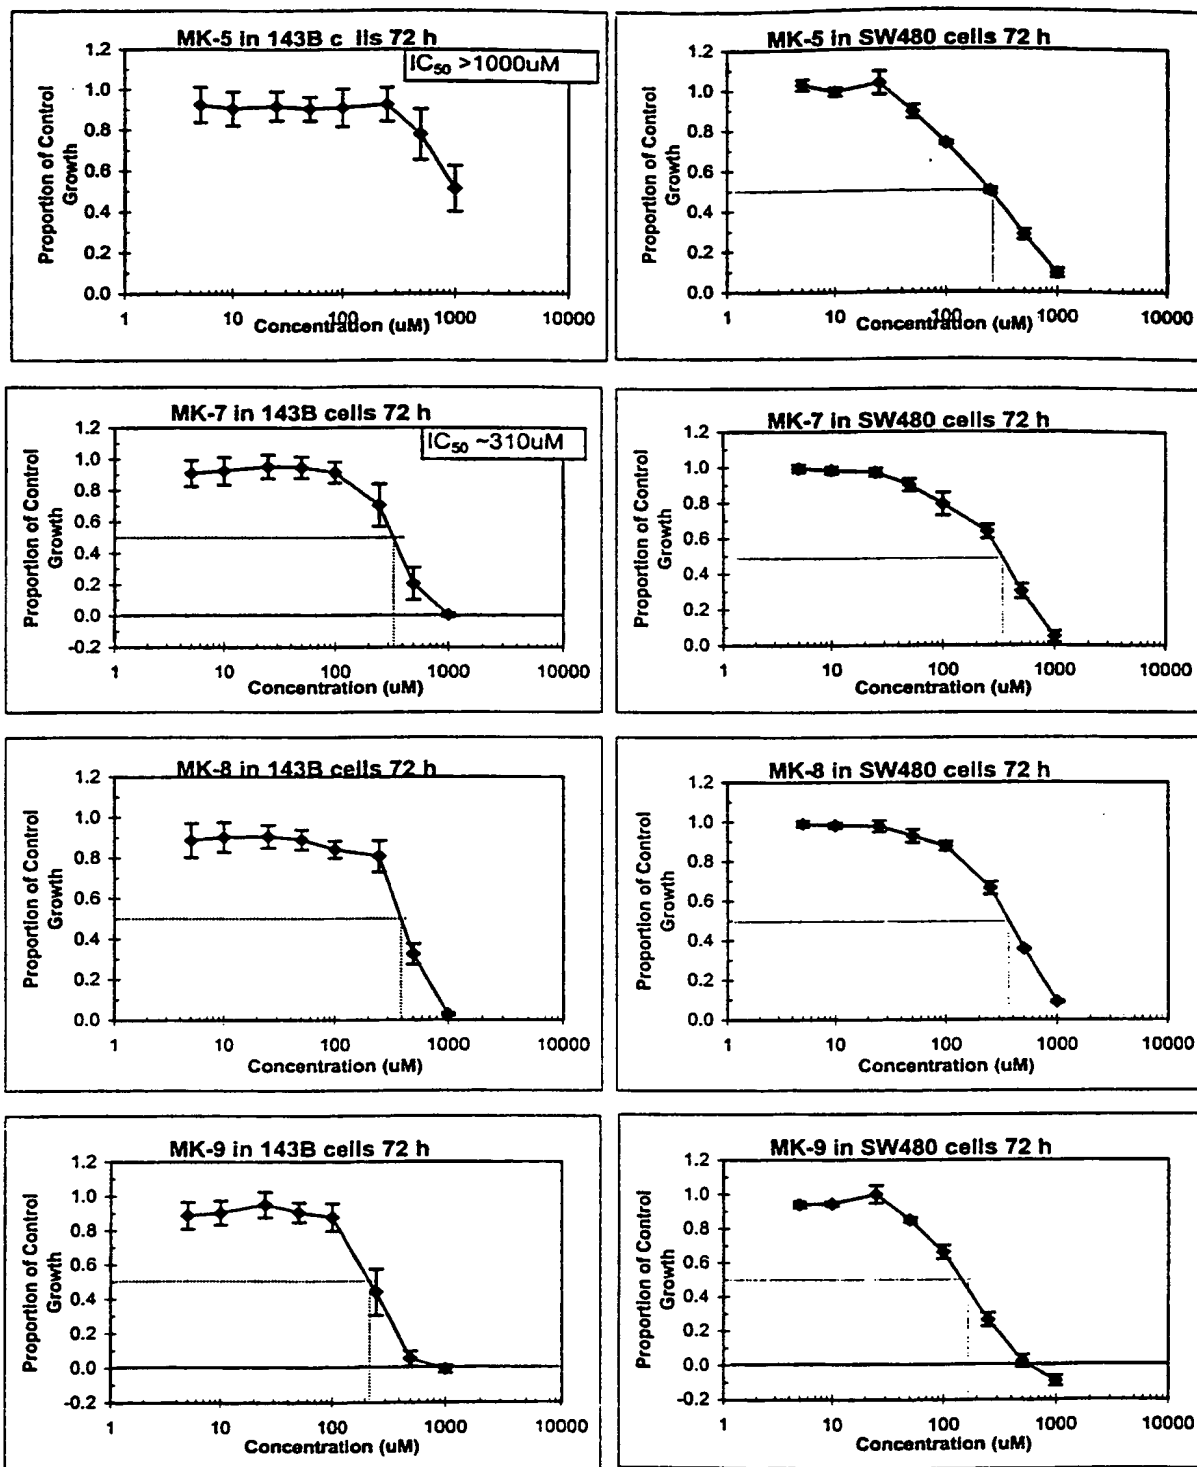 MK-5 in 143B c lls 72 h
IC50 >1000uM
1.2
1.0
0.8
0.6
0.4
0.2
0.0
Proportion of Control
Growth
1 10 100 1000 10000
Concentration (uM)
MK-5 in SW480 cells 72 h
1.2
1.0
0.8
0.6
0.4
0.2
0.0
Proportion of Control
Growth
1 10 100 1000 10000
Concentration (uM)
MK-7 in 143B cells 72 h
IC50 ~310uM
1.2
1.0
0.8
0.6
0.4
0.2
0.0
-0.2
Proportion of Control
Growth
1 10 100 1000 10000
Concentration (uM)
MK-7 in SW480 cells 72 h
1.2
1.0
0.8
0.6
0.4
0.2
0.0
Proportion of Control
Growth
1 10 100 1000 10000
Concentration (uM)
MK-8 in 143B cells 72 h
1.2
1.0
0.8
0.6
0.4
0.2
0.0
Proportion of Control
Growth
1 10 100 1000 10000
Concentration (uM)
MK-8 in SW480 cells 72 h
1.2
1.0
0.8
0.6
0.4
0.2
0.0
Proportion of Control
Growth
1 10 100 1000 10000
Concentration (uM)
MK-9 in 143B cells 72 h
1.2
1.0
0.8
0.6
0.4
0.2
0.0
-0.2
Proportion of Control
Growth
1 10 100 1000 10000
Concentration (uM)
MK-9 in SW480 cells 72 h
1.2
1.0
0.8
0.6
0.4
0.2
0.0
-0.2
Proportion of Control
Growth
1 10 100 1000 10000
Concentration (uM)